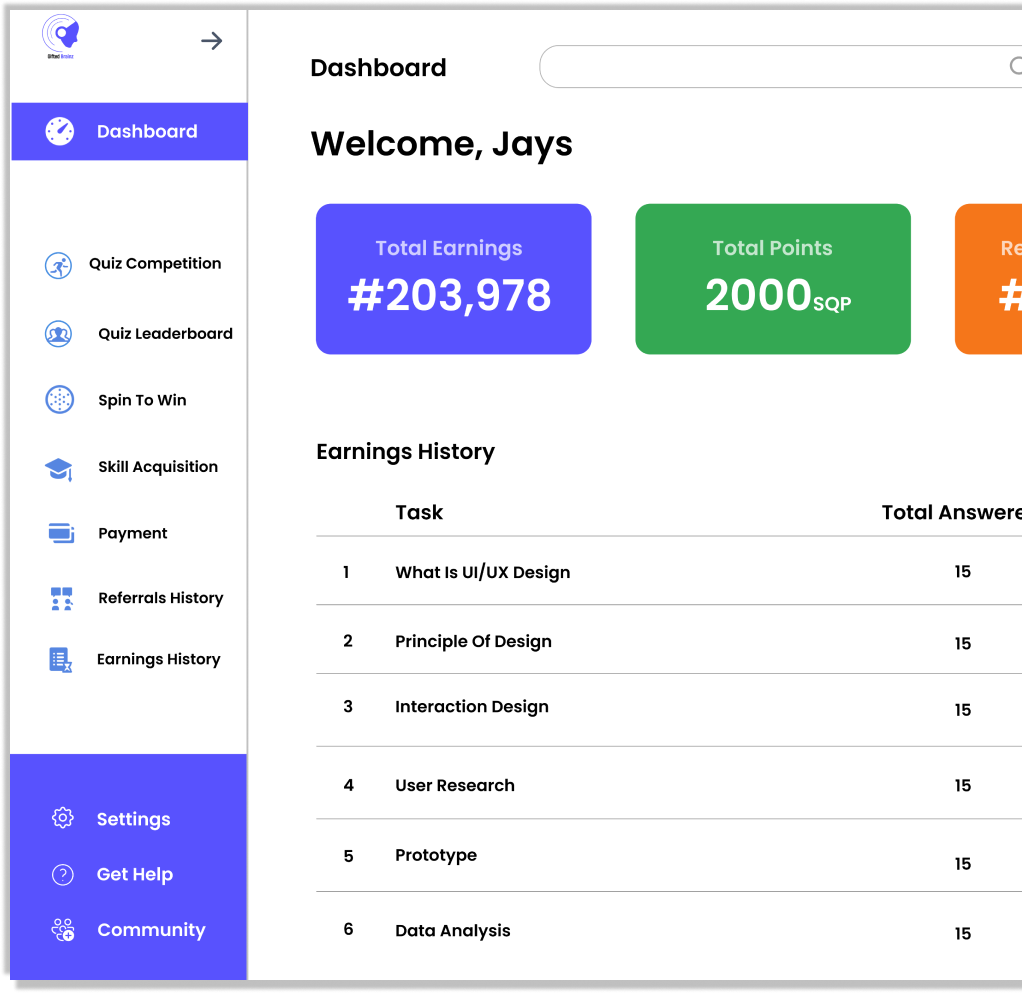 Gifted Brainz
Dashboard
Quiz Competition
Quiz Leaderboard
Spin To Win
Skill Acquisition
Payment
Referrals History
Earnings History
Settings
Get Help
Community
Dashboard
Welcome, Jays
Total Earnings
#203,978
Total Points
2000SQP
Re
#
Earnings History
Task Total Answere
1 What Is UI/UX Design 15
2 Principle Of Design 15
3 Interaction Design 15
4 User Research 15
5 Prototype 15
6 Data Analysis 15